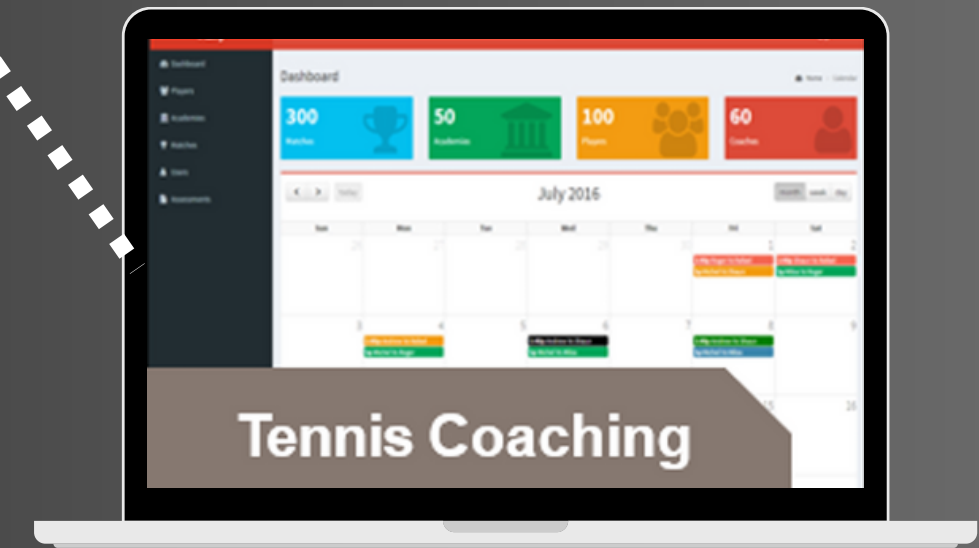 Dashboard
Players
Academies
Matches
Users
Assessments
Dashboard
Home
Calendar
300
Matches
50
Academies
100
Players
60
Coaches
today
July 2016
month week day
Sun Mon Tue Wed Thu Fri Sat
26 27 28 29 30 1 2
3 4 5 6 7 8 9
15 16
Tennis Coaching